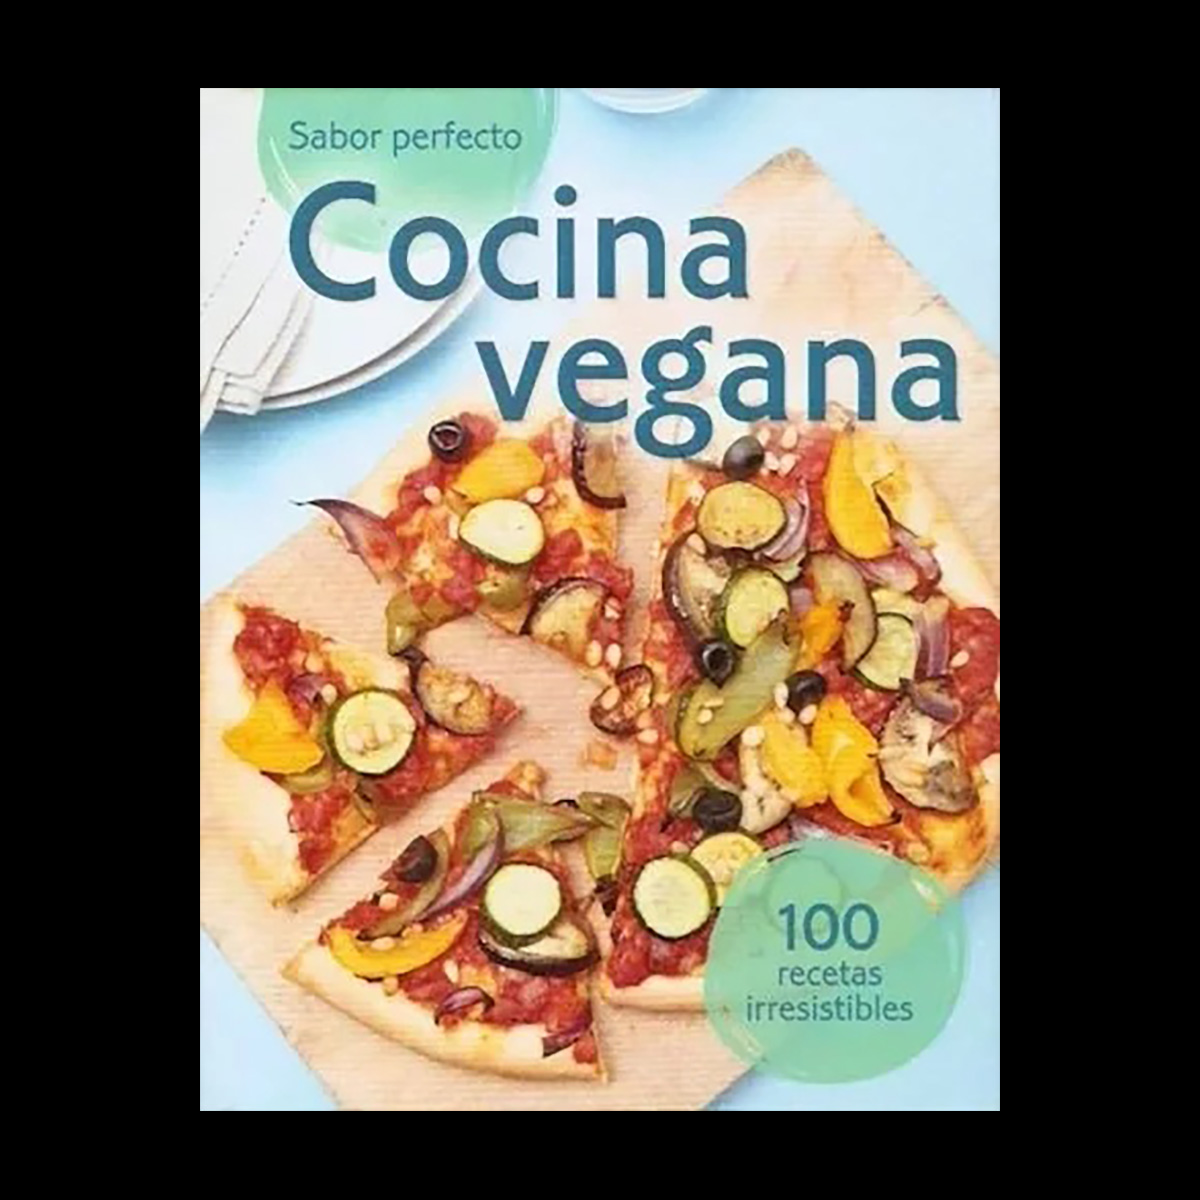 Sabor perfecto
Cocina
vegana
100
recetas
irresistibles